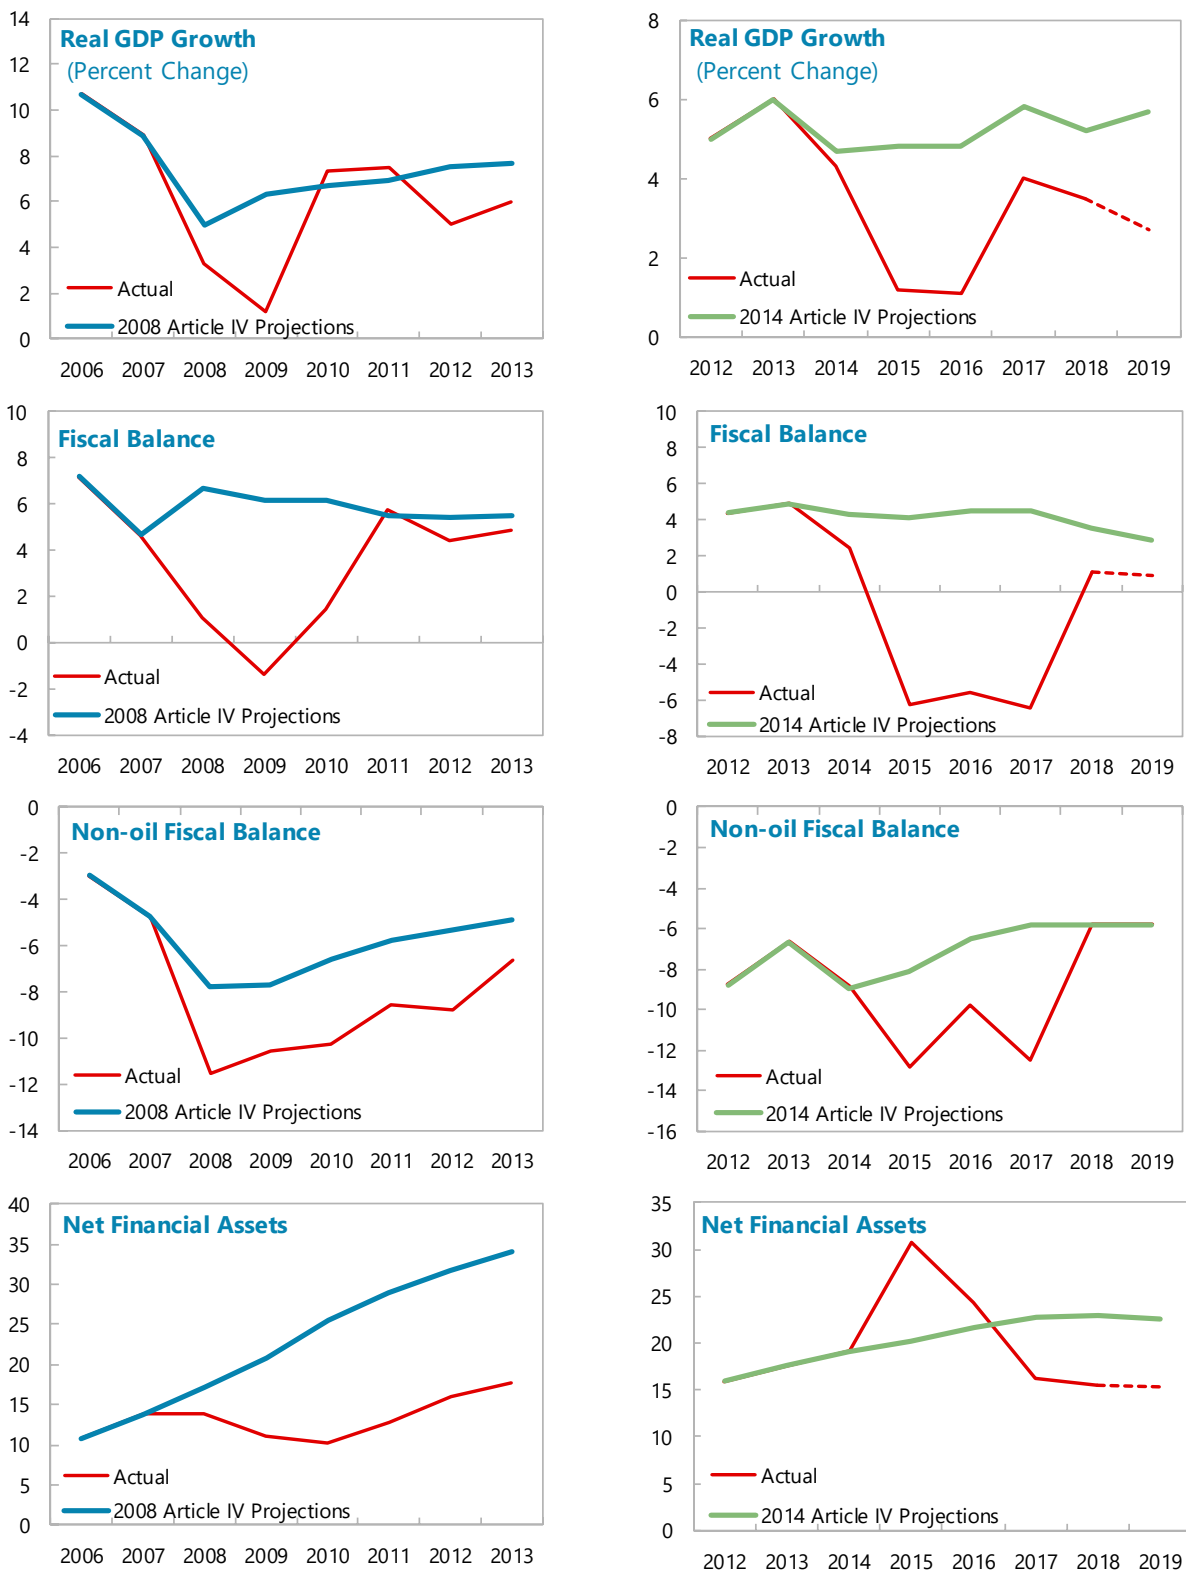 Real GDP Growth
(Percent Change)
14
12
10
8
6
4
2
0
Actual
2008 Article IV Projections
2006 2007 2008 2009 2010 2011 2012 2013
Real GDP Growth
(Percent Change)
8
6
4
2
0
Actual
2014 Article IV Projections
2012 2013 2014 2015 2016 2017 2018 2019
Fiscal Balance
10
8
6
4
2
0
-2
-4
Actual
2008 Article IV Projections
2006 2007 2008 2009 2010 2011 2012 2013
Fiscal Balance
10
8
6
4
2
0
-2
-4
-6
-8
Actual
2014 Article IV Projections
2012 2013 2014 2015 2016 2017 2018 2019
Non-oil Fiscal Balance
0
-2
-4
-6
-8
-10
-12
-14
Actual
2008 Article IV Projections
2006 2007 2008 2009 2010 2011 2012 2013
Non-oil Fiscal Balance
0
-2
-4
-6
-8
-10
-12
-14
-16
Actual
2014 Article IV Projections
2012 2013 2014 2015 2016 2017 2018 2019
Net Financial Assets
40
35
30
25
20
15
10
5
0
Actual
2008 Article IV Projections
2006 2007 2008 2009 2010 2011 2012 2013
Net Financial Assets
35
30
25
20
15
10
5
0
Actual
2014 Article IV Projections
2012 2013 2014 2015 2016 2017 2018 2019